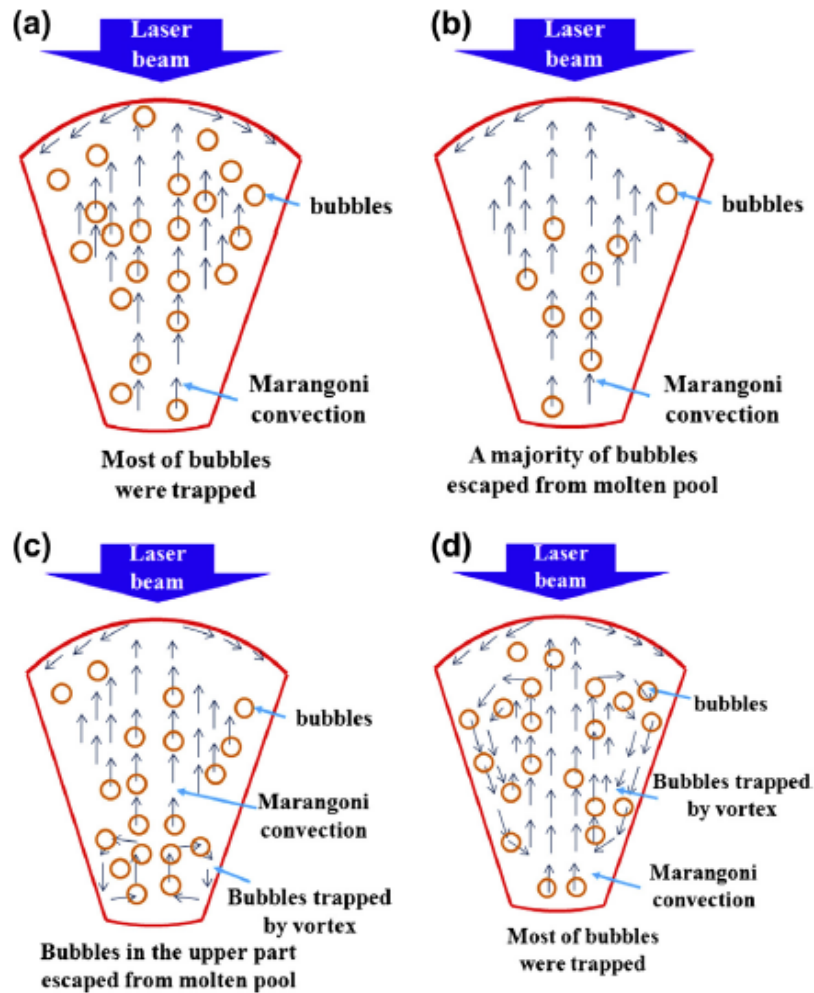 (a)
Laser
beam
bubbles
Marangoni
convection
Most of bubbles
were trapped
(b)
Laser
beam
bubbles
Marangoni
convection
A majority of bubbles
escaped from molten pool
(c)
Laser
beam
bubbles
Marangoni
convection
Bubbles trapped
by vortex
Bubbles in the upper part
escaped from molten pool
(d)
Laser
beam
bubbles
Bubbles trapped
by vortex
Marangoni
convection
Most of bubbles
were trapped